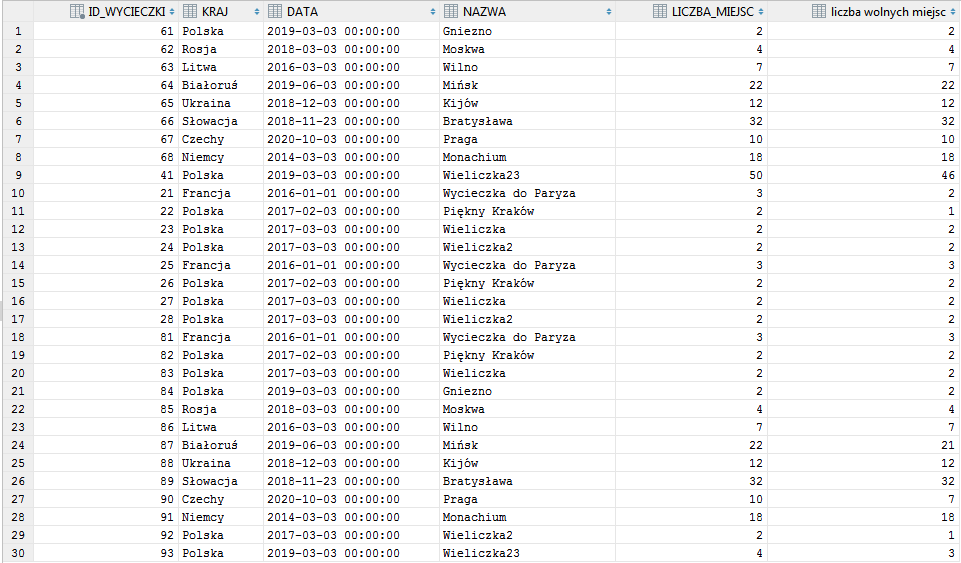 ID_WYCIECZKI KRAJ DATA NAZWA LICZBA_MIEJSC liczba wolnych miejsc
1 61 Polska 2019-03-03 00:00:00 Gniezno 2 2
2 62 Rosja 2018-03-03 00:00:00 Moskwa 4 4
3 63 Litwa 2016-03-03 00:00:00 Wilno 7 7
4 64 Białoruś 2019-06-03 00:00:00 Mińsk 22 22
5 65 Ukraina 2018-12-03 00:00:00 Kijów 12 12
6 66 Słowacja 2018-11-23 00:00:00 Bratysława 32 32
7 67 Czechy 2020-10-03 00:00:00 Praga 10 10
8 68 Niemcy 2014-03-03 00:00:00 Monachium 18 18
9 41 Polska 2019-03-03 00:00:00 Wieliczka23 50 46
10 21 Francja 2016-01-01 00:00:00 Wycieczka do Paryza 3 2
11 22 Polska 2017-02-03 00:00:00 Piękny Kraków 2 1
12 23 Polska 2017-03-03 00:00:00 Wieliczka 2 2
13 24 Polska 2017-03-03 00:00:00 Wieliczka2 2 2
14 25 Francja 2016-01-01 00:00:00 Wycieczka do Paryza 3 3
15 26 Polska 2017-02-03 00:00:00 Piękny Kraków 2 2
16 27 Polska 2017-03-03 00:00:00 Wieliczka 2 2
17 28 Polska 2017-03-03 00:00:00 Wieliczka2 2 2
18 81 Francja 2016-01-01 00:00:00 Wycieczka do Paryza 3 3
19 82 Polska 2017-02-03 00:00:00 Piękny Kraków 2 2
20 83 Polska 2017-03-03 00:00:00 Wieliczka 2 2
21 84 Polska 2019-03-03 00:00:00 Gniezno 2 2
22 85 Rosja 2018-03-03 00:00:00 Moskwa 4 4
23 86 Litwa 2016-03-03 00:00:00 Wilno 7 7
24 87 Białoruś 2019-06-03 00:00:00 Mińsk 22 21
25 88 Ukraina 2018-12-03 00:00:00 Kijów 12 12
26 89 Słowacja 2018-11-23 00:00:00 Bratysława 32 32
27 90 Czechy 2020-10-03 00:00:00 Praga 10 7
28 91 Niemcy 2014-03-03 00:00:00 Monachium 18 18
29 92 Polska 2017-03-03 00:00:00 Wieliczka2 2 1
30 93 Polska 2019-03-03 00:00:00 Wieliczka23 4 3